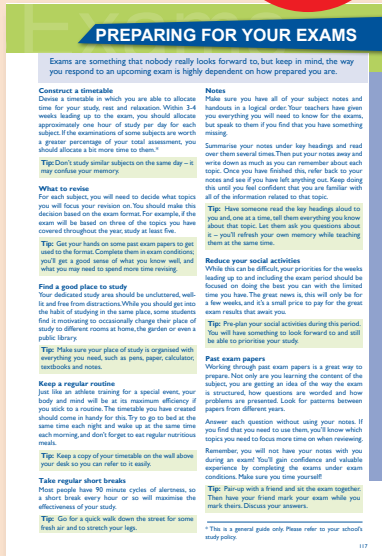 PREPARING FOR YOUR EXAMS
Exams are something that nobody really looks forward to, but keep in mind, the way
you respond to an upcoming exam is highly dependent on how prepared you are.
Construct a timetable
Devise a timetable in which you are able to allocate
time for your study, rest and relaxation. Within 3-4
weeks leading up to the exam, you should allocate
approximately one hour of study per day for each
subject. If the examinations of some subjects are worth
a greater percentage of your total assessment, you
should allocate a bit more time to them.*
Tip: Don't study similar subjects on the same day – it
may confuse your memory.
What to revise
For each subject, you will need to decide what topics
you will focus your revision on. You should make this
decision based on the exam format. For example, if the
exam will be based on three of the topics you have
covered throughout the year, study at least five.
Tip: Get your hands on some past exam papers to get
used to the format. Complete them in exam conditions;
you'll get a good sense of what you know well, and
what you may need to spend more time revising.
Find a good place to study
Your dedicated study area should be uncluttered, well-
lit and free from distractions. While you should get into
the habit of studying in the same place, some students
find it motivating to occasionally change their place of
study to different rooms at home, the garden or even a
public library.
Tip: Make sure your place of study is organised with
everything you need, such as pens, paper, calculator,
textbooks and notes.
Keep a regular routine
Just like an athlete training for a special event, your
body and mind will be at its maximum efficiency if
you stick to a routine. The timetable you have created
should come in handy for this. Try to go to bed at the
same time each night and wake up at the same time
each morning, and don't forget to eat regular nutritious
meals.
Tip: Keep a copy of your timetable on the wall above
your desk so you can refer to it easily.
Take regular short breaks
Most people have 90 minute cycles of alertness, so
a short break every hour or so will maximise the
effectiveness of your study.
Tip: Go for a quick walk down the street for some
fresh air and to stretch your legs.
Notes
Make sure you have all of your subject notes and
handouts in a logical order. Your teachers have given
you everything you will need to know for the exams,
but speak to them if you find that you have something
missing.
Summarise your notes under key headings and read
over them several times. Then put your notes away and
write down as much as you can remember about each
topic. Once you have finished this, refer back to your
notes and see if you have left anything out. Keep doing
this until you feel confident that you are familiar with
all of the information related to that topic.
Tip: Have someone read the key headings aloud to
you and, one at a time, tell them everything you know
about that topic. Let them ask you questions about
it – you'll refresh your own memory while teaching
them at the same time.
Reduce your social activities
While this can be difficult, your priorities for the weeks
leading up to and including the exam period should be
focused on doing the best you can with the limited
time you have. The great news is, this will only be for
a few weeks, and it's a small price to pay for the great
exam results that await you.
Tip: Pre-plan your social activities during this period.
You will have something to look forward to and still
be able to prioritise your study.
Past exam papers
Working through past exam papers is a great way to
prepare. Not only are you learning the content of the
subject, you are getting an idea of the way the exam
is structured, how questions are worded and how
problems are presented. Look for patterns between
papers from different years.
Answer each question without using your notes. If
you find that you need to use them, you'll know which
topics you need to focus more time on when reviewing.
Remember, you will not have your notes with you
during an exam! You'll gain confidence and valuable
experience by completing the exams under exam
conditions. Make sure you time yourself!
Tip: Pair-up with a friend and sit the exam together.
Then have your friend mark your exam while you
mark theirs. Discuss your answers.
* This is a general guide only. Please refer to your school's
study policy.
117